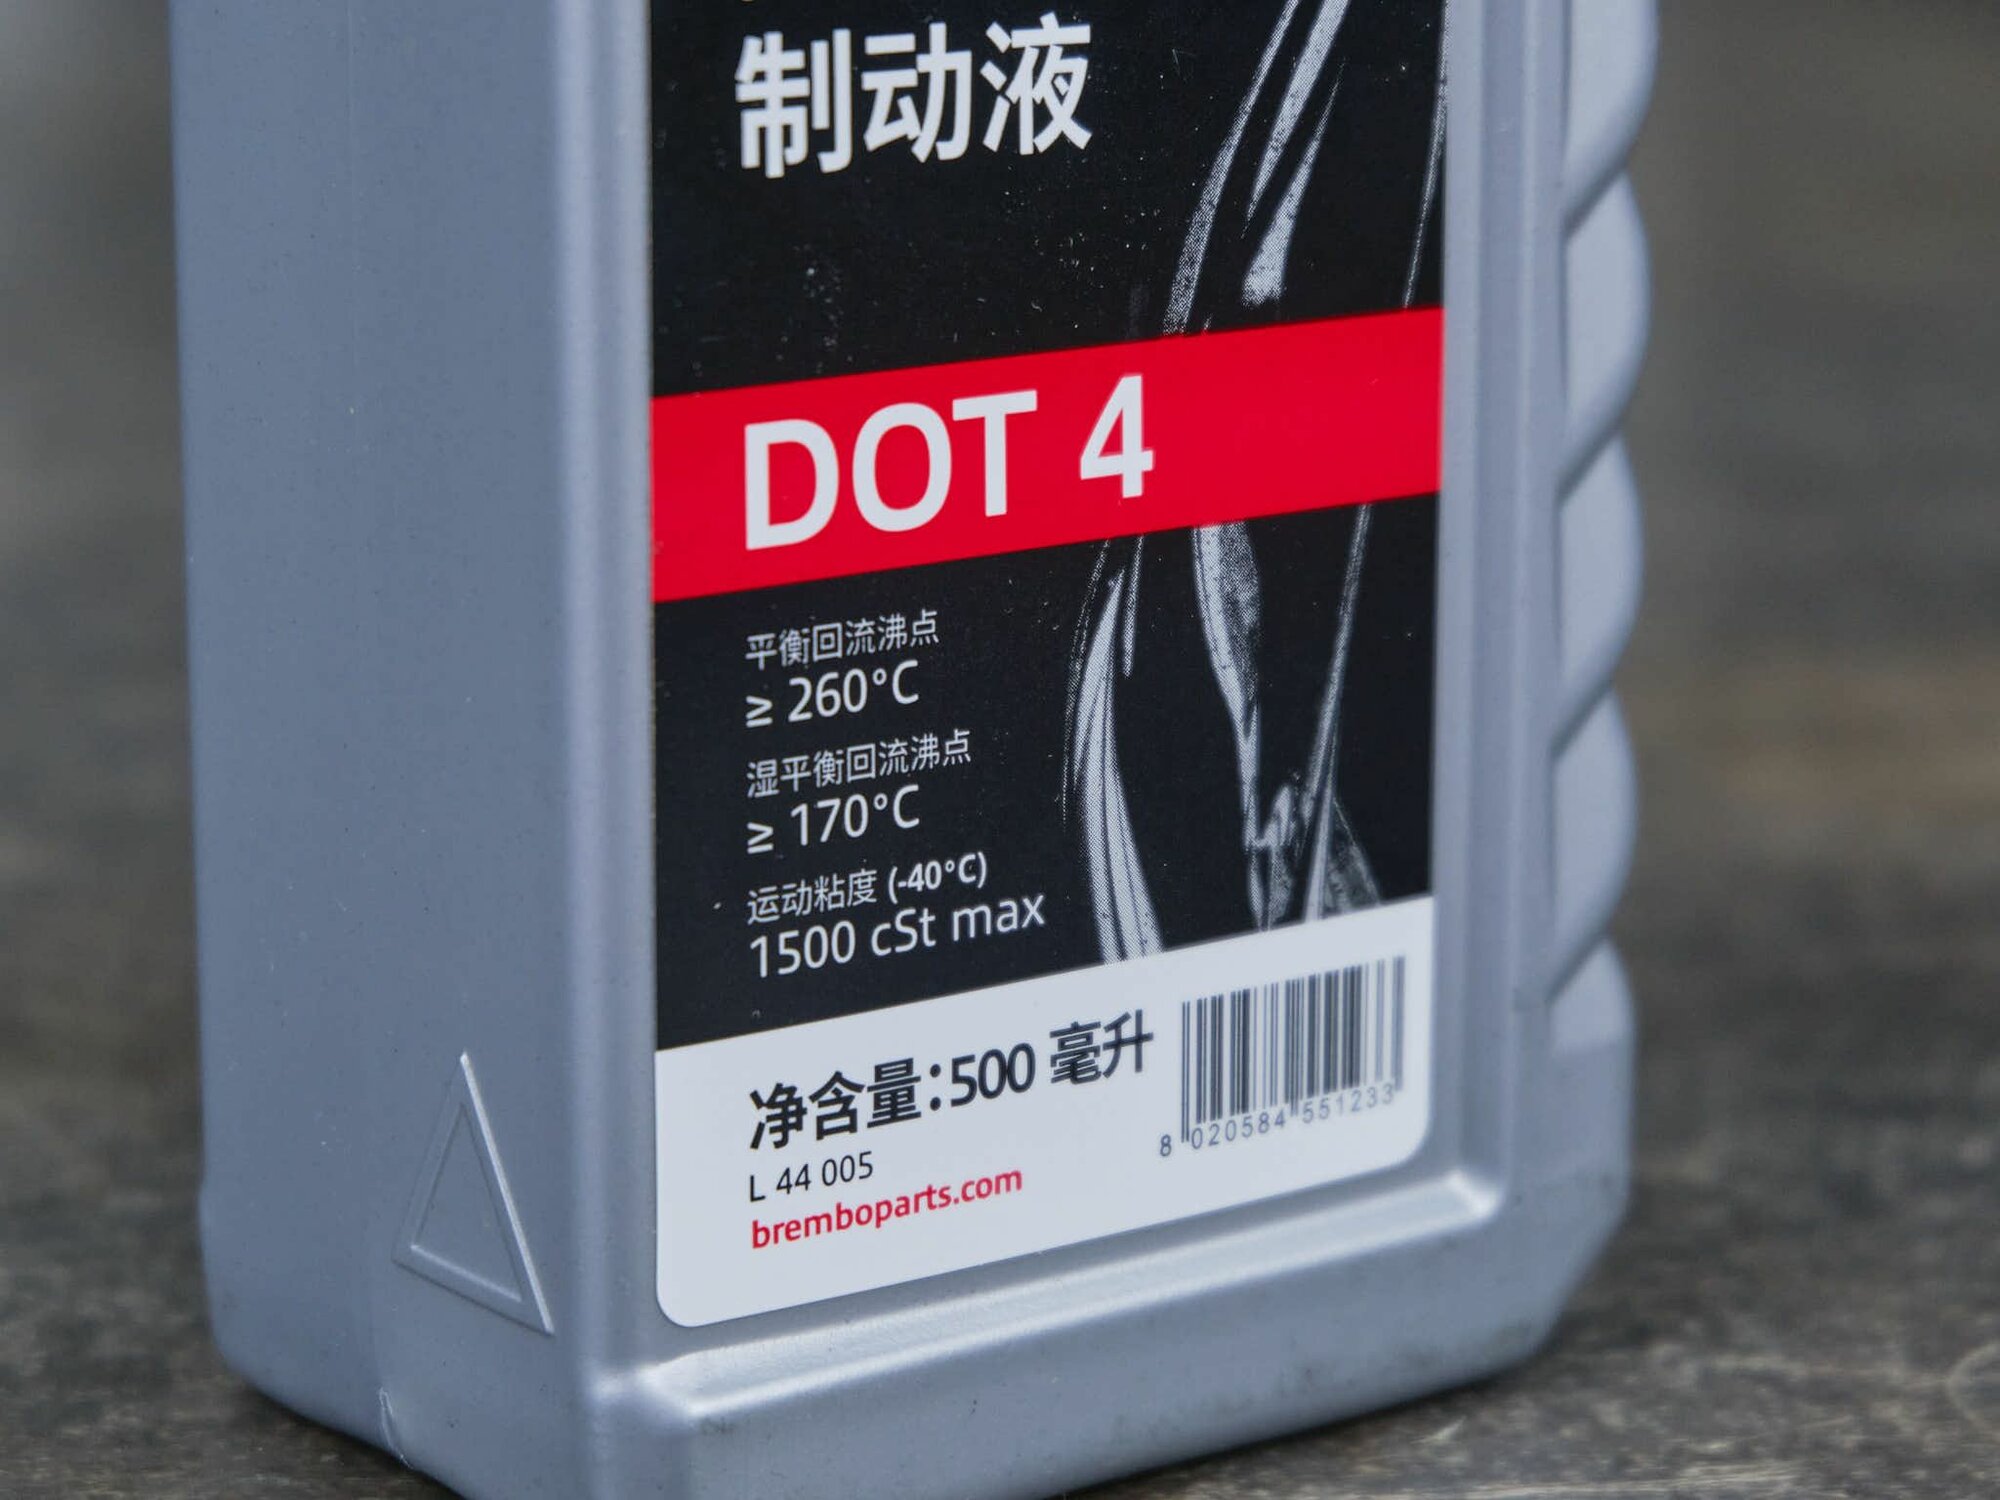 制动液
DOT 4
平衡回流沸点
≥ 260°C
湿平衡回流沸点
≥ 170°C
运动粘度 (-40°C)
1500 cSt max
净含量:500 毫升
L 44 005
bremboparts.com
8 020584 551233